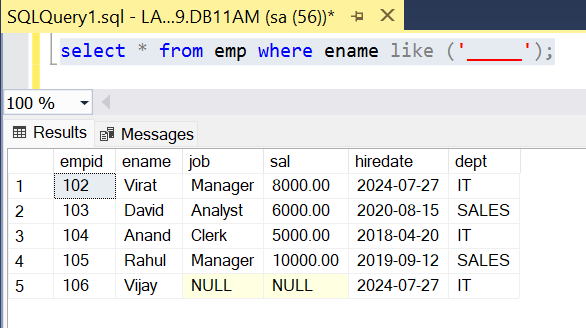 SQLQuery1.sql - LA...9.DB11AM (sa (56))*
select * from emp where ename like ('_____');
100 %
Results Messages
empid ename job sal hiredate dept
1 102 Virat Manager 8000.00 2024-07-27 IT
2 103 David Analyst 6000.00 2020-08-15 SALES
3 104 Anand Clerk 5000.00 2018-04-20 IT
4 105 Rahul Manager 10000.00 2019-09-12 SALES
5 106 Vijay NULL NULL 2024-07-27 IT